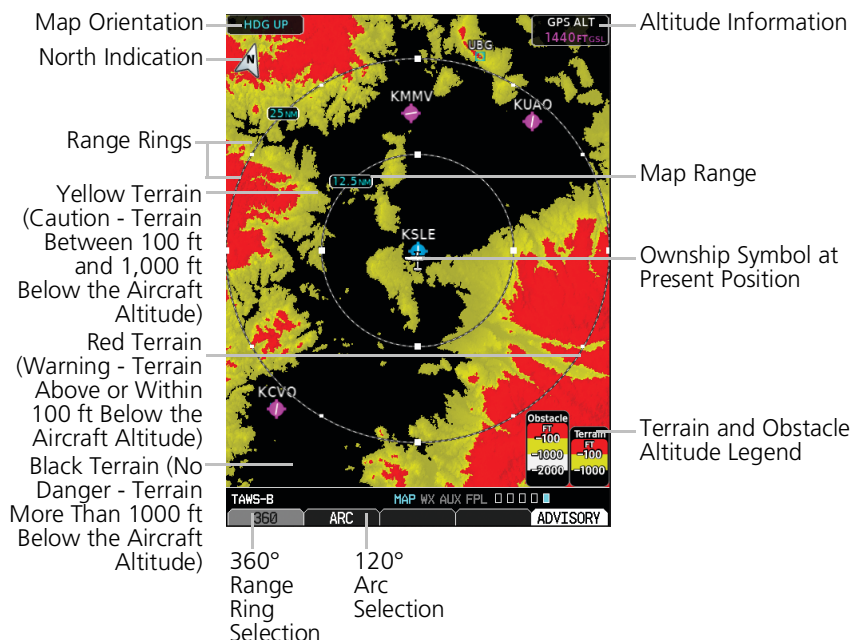 Map Orientation
North Indication
Range Rings
Yellow Terrain
(Caution - Terrain
Between 100 ft
and 1,000 ft
Below the Aircraft
Altitude)
Red Terrain
(Warning - Terrain
Above or Within
100 ft Below the
Aircraft Altitude)
Black Terrain (No
Danger - Terrain
More Than 1000 ft
Below the Aircraft
Altitude)
HDG UP
N
GPS ALT
1440FTGSL
UBG
KMMV
KUAO
25NM
12.5NM
KSLE
KCVO
Obstacle
FT
-100
-1000
-2000
Terrain
FT
-100
-1000
TAWS-B
MAP WX AUX FPL
360
ARC
ADVISORY
Altitude Information
Map Range
Ownship Symbol at
Present Position
Terrain and Obstacle
Altitude Legend
360°
Range
Ring
Selection
120°
Arc
Selection